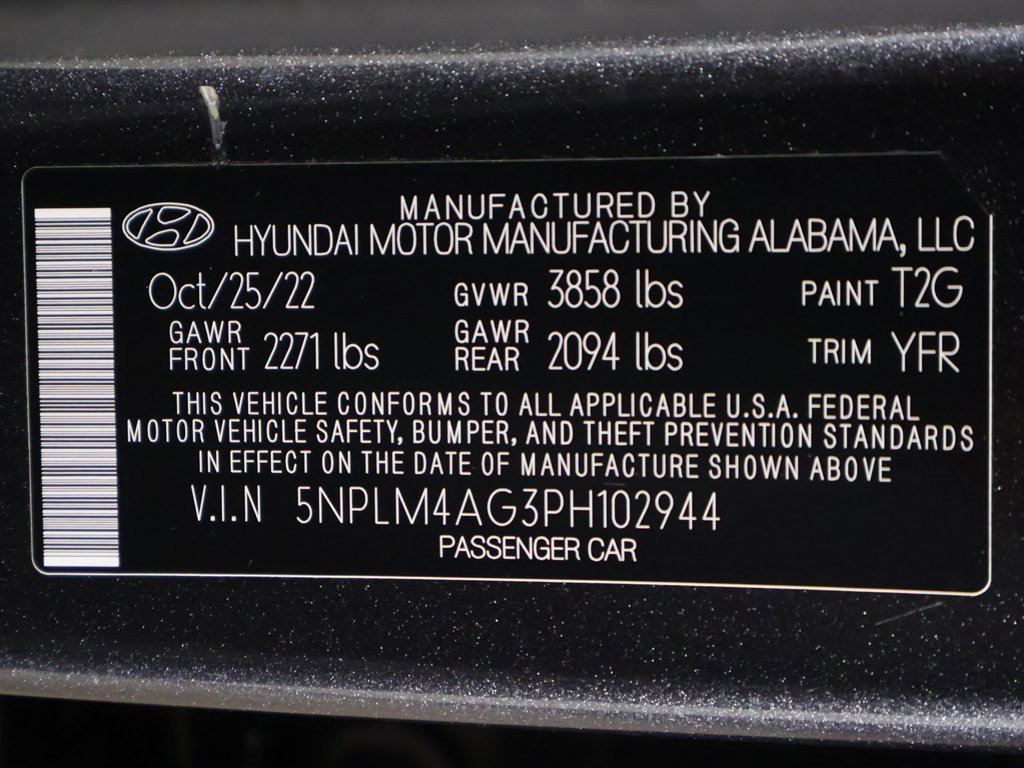 MANUFACTURED BY
HYUNDAI MOTOR MANUFACTURING ALABAMA, LLC
Oct/25/22 GVWR 3858 lbs PAINT T2G
GAWR FRONT 2271 lbs GAWR REAR 2094 lbs TRIM YFR
THIS VEHICLE CONFORMS TO ALL APPLICABLE U.S.A. FEDERAL
MOTOR VEHICLE SAFETY, BUMPER, AND THEFT PREVENTION STANDARDS
IN EFFECT ON THE DATE OF MANUFACTURE SHOWN ABOVE
V.I.N 5NPLM4AG3PH102944
PASSENGER CAR